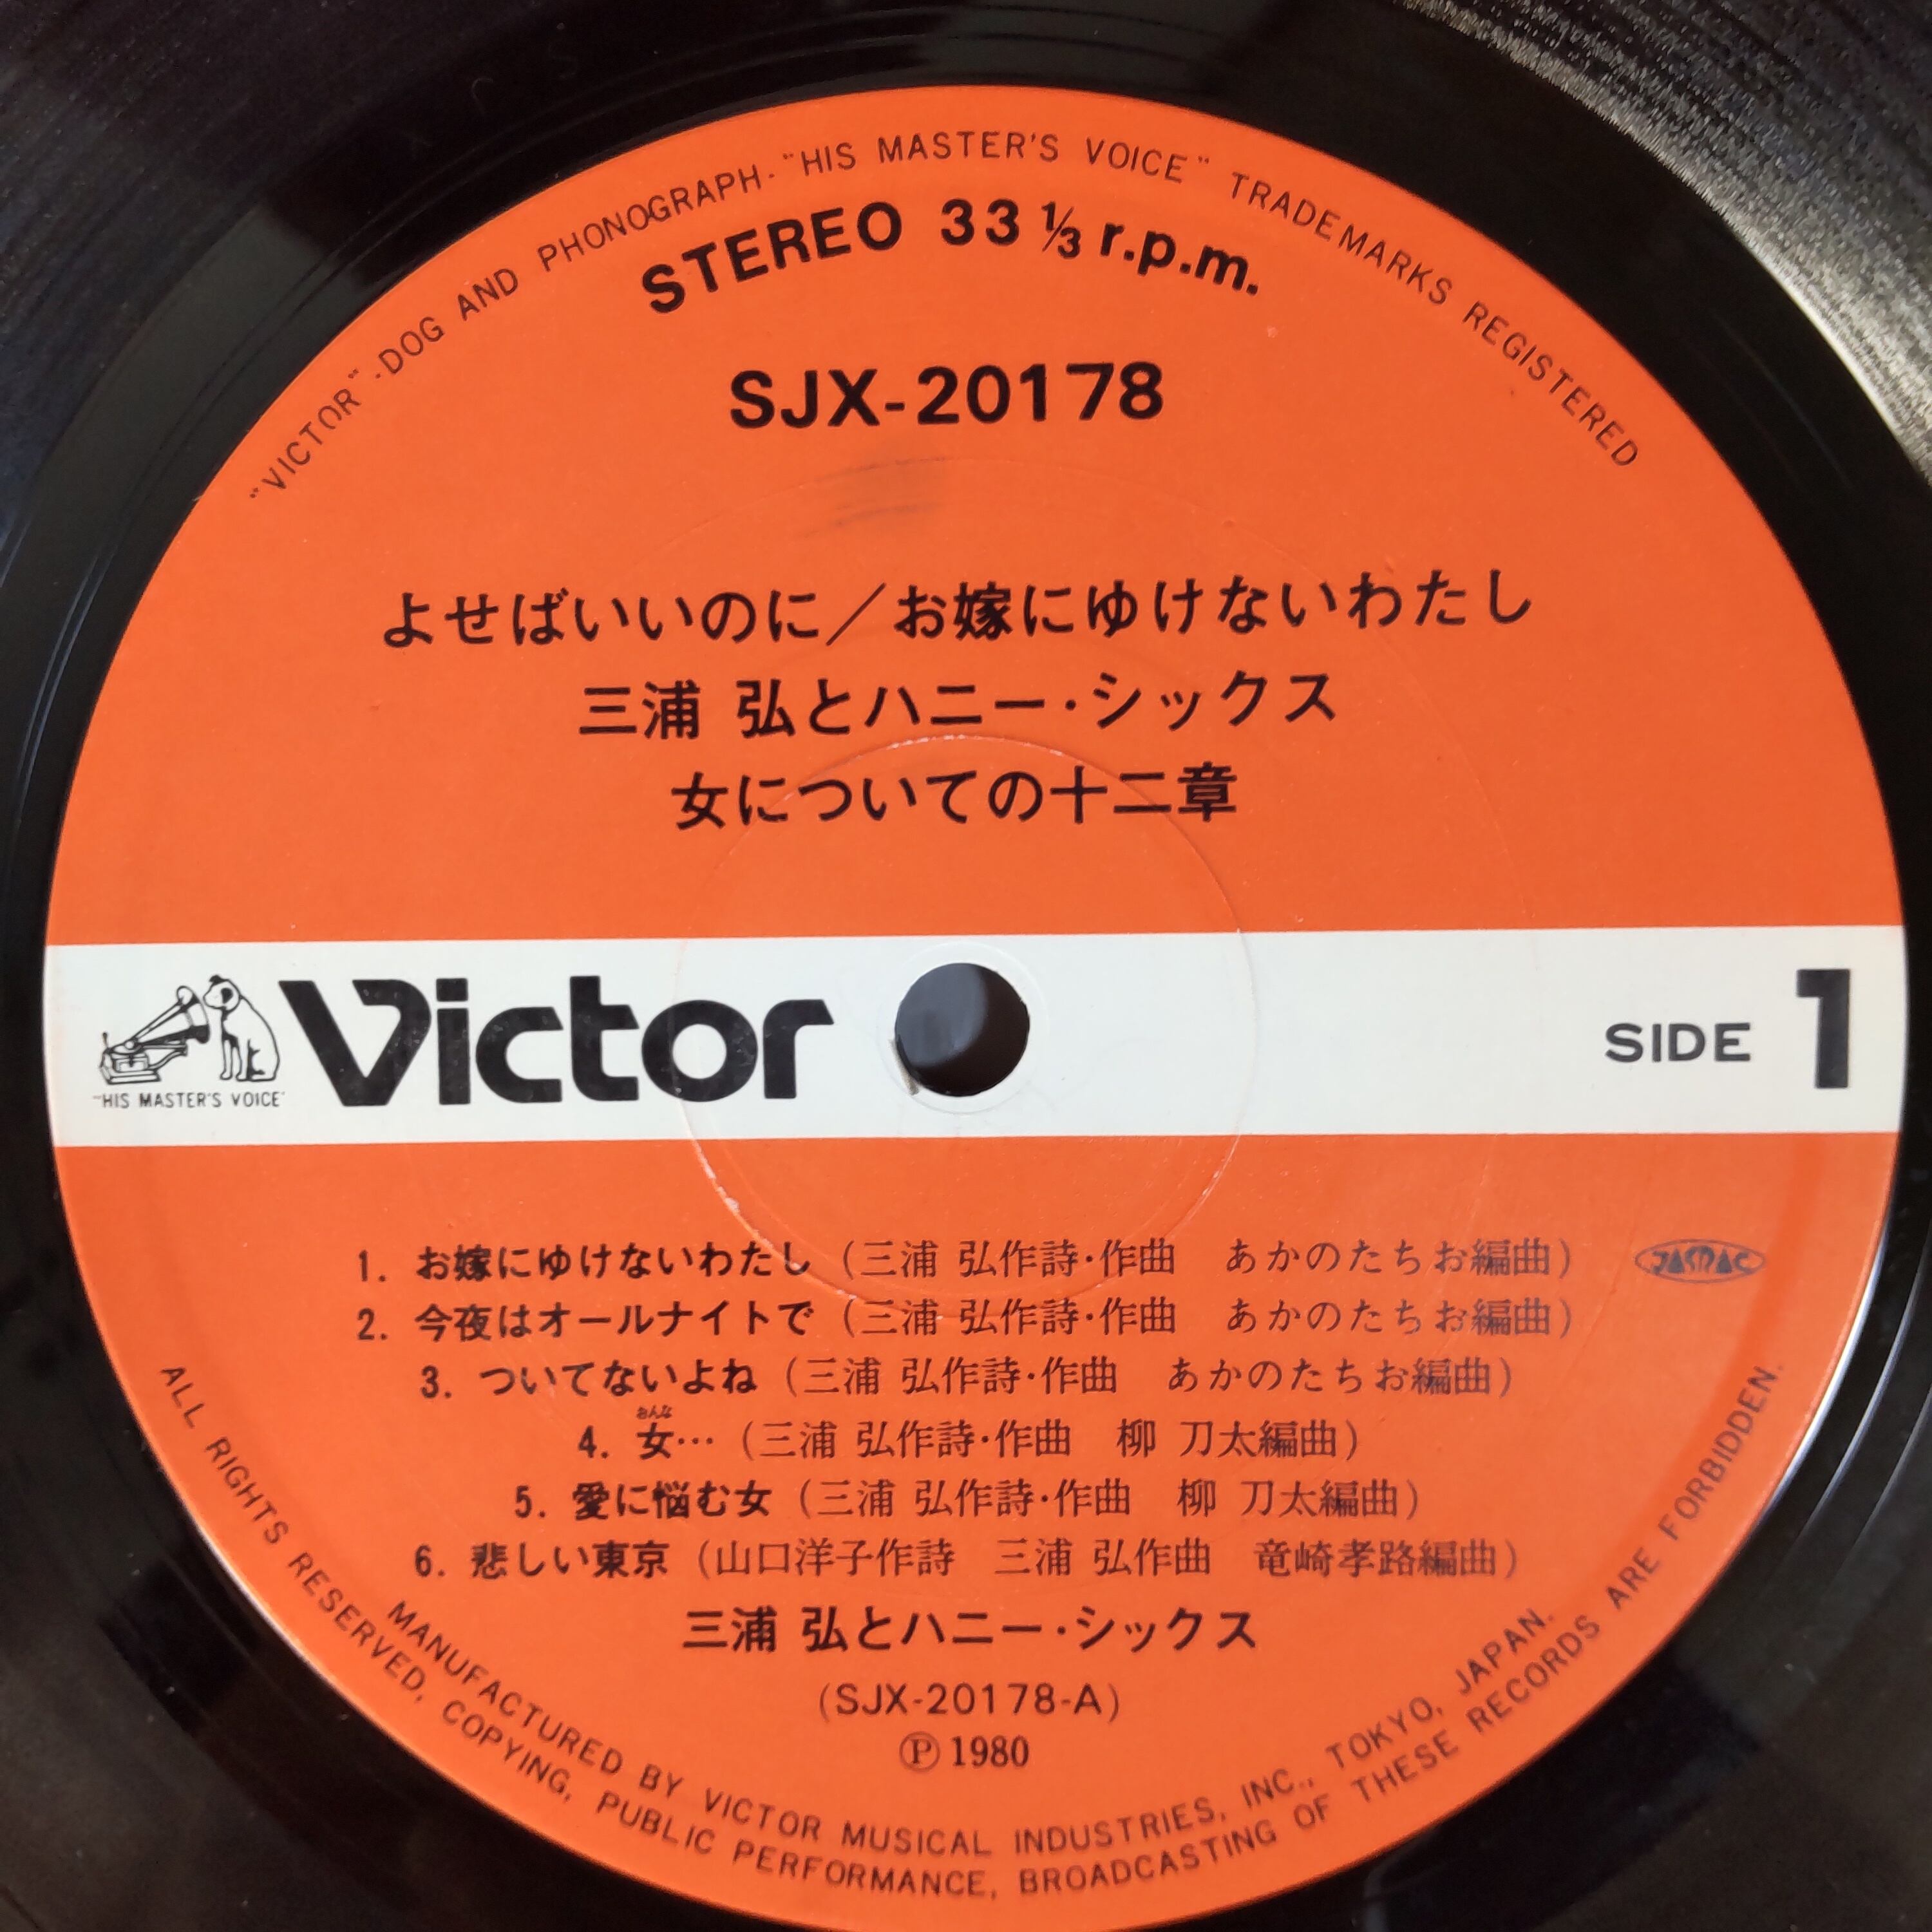 "VICTOR"-DOG AND PHONOGRAPH-"HIS MASTER'S VOICE" TRADEMARKS REGISTERED
STEREO 33 ⅓ r.p.m.
SJX-20178
よせばいいのに／お嫁にゆけないわたし
三浦 弘とハニー・シックス
女についての十二章
"HIS MASTER'S VOICE"
Victor
SIDE 1
1. お嫁にゆけないわたし (三浦 弘作詩・作曲　あかのたちお編曲)
JASRAC
2. 今夜はオールナイトで (三浦 弘作詩・作曲　あかのたちお編曲)
3. ついてないよね (三浦 弘作詩・作曲　あかのたちお編曲)
おんな
4. 女… (三浦 弘作詩・作曲　柳 刀太編曲)
5. 愛に悩む女 (三浦 弘作詩・作曲　柳 刀太編曲)
6. 悲しい東京 (山口洋子作詩　三浦 弘作曲　竜崎孝路編曲)
三浦 弘とハニー・シックス
(SJX-20178-A)
Ⓟ 1980
MANUFACTURED BY VICTOR MUSICAL INDUSTRIES, INC., TOKYO, JAPAN.
ALL RIGHTS RESERVED, COPYING, PUBLIC PERFORMANCE, BROADCASTING OF THESE RECORDS ARE FORBIDDEN.